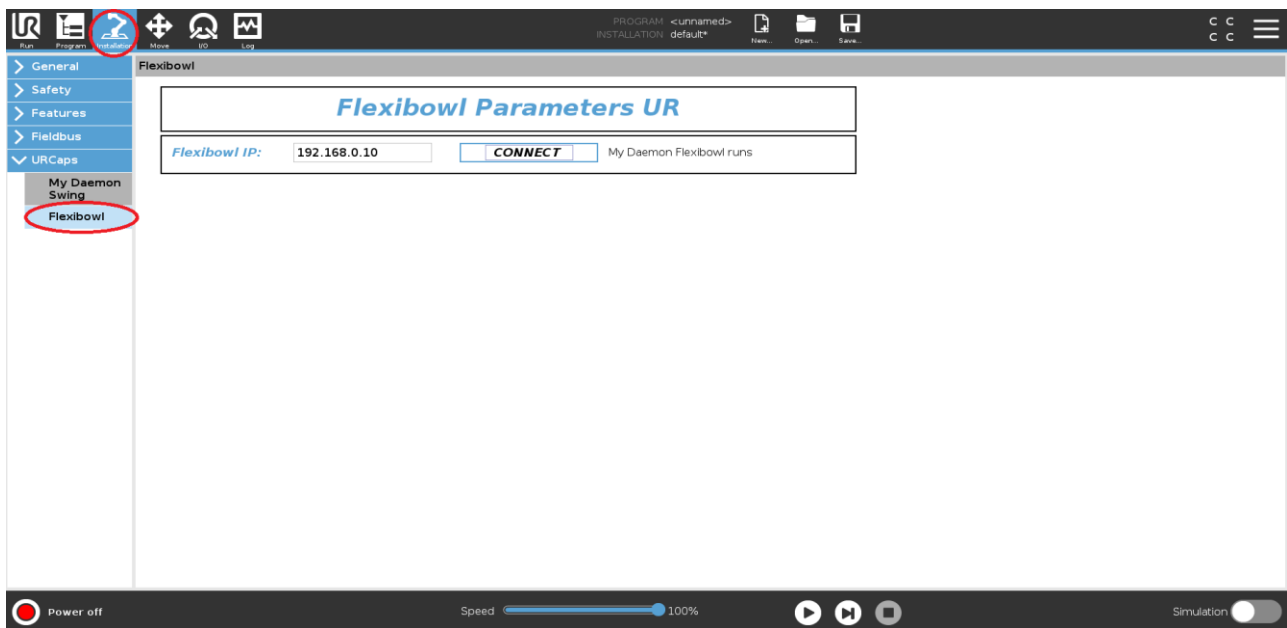 PROGRAM <unnamed>
INSTALLATION default*
UR
Run
Program
Installation
Move
I/O
Log
New...
Open...
Save...
C C
C C
General
Safety
Features
Fieldbus
URCaps
My Daemon
Swing
Flexibowl
Flexibowl
Flexibowl Parameters UR
Flexibowl IP: 192.168.0.10 CONNECT My Daemon Flexibowl runs
Power off
Speed 100%
Simulation